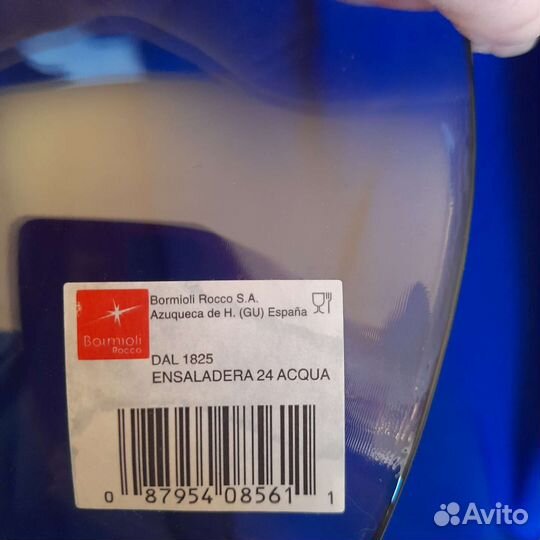 Bormioli
Rocco
Bormioli Rocco S.A.
Azuqueca de H. (GU) España
DAL 1825
ENSALADERA 24 ACQUA
0 87954 08561 1
Avito